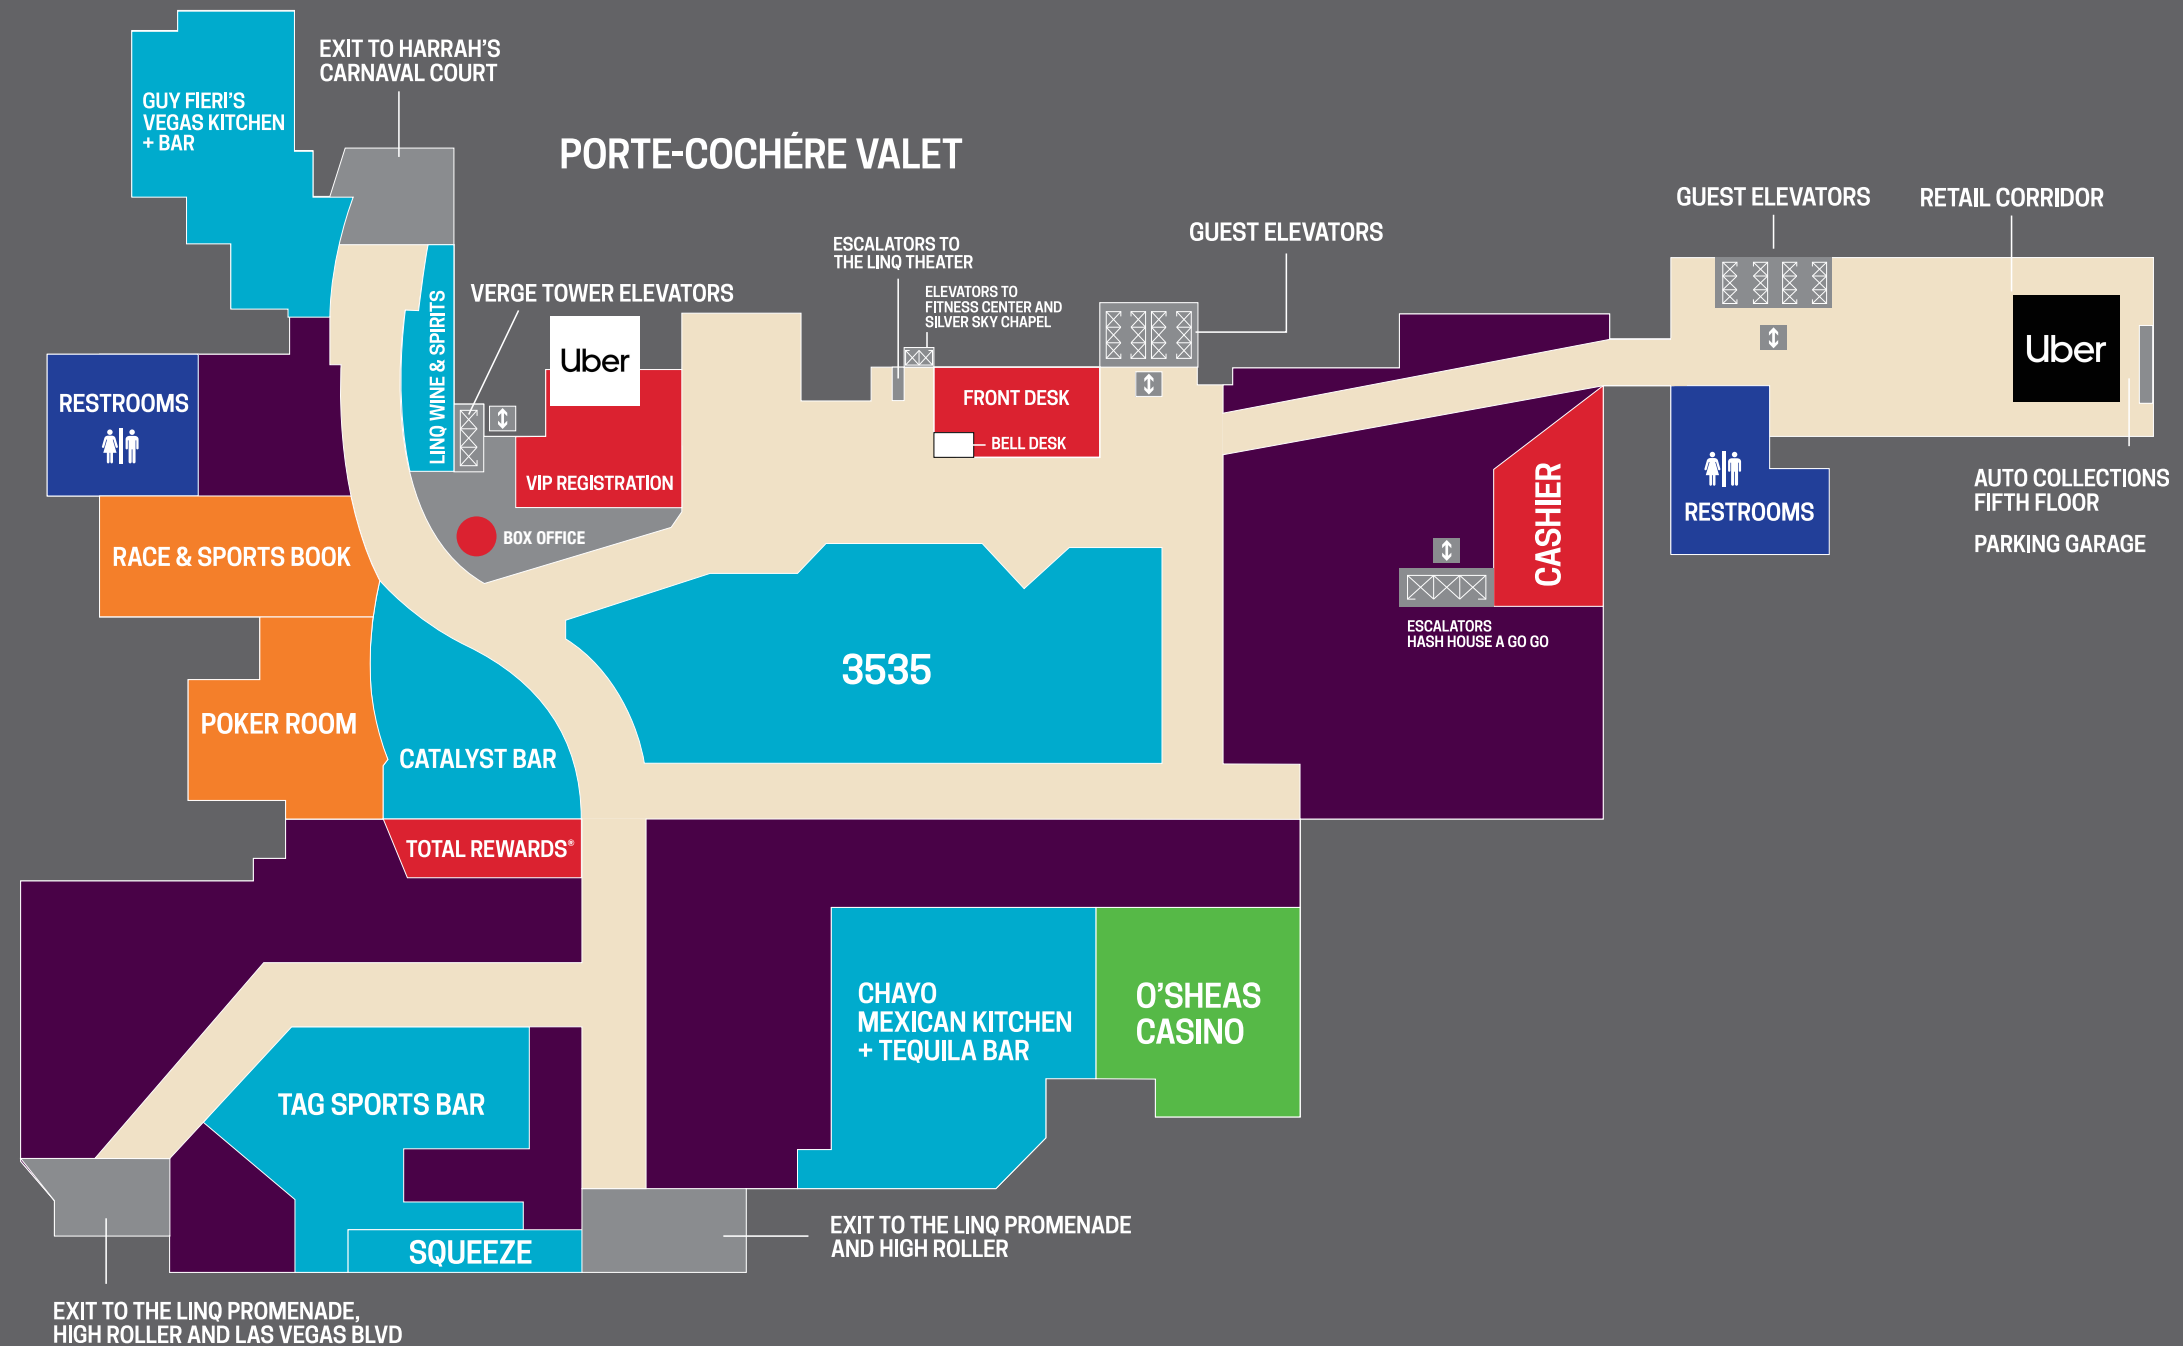 EXIT TO HARRAH'S
CARNAVAL COURT
GUY FIERI'S
VEGAS KITCHEN
+ BAR
PORTE-COCHÉRE VALET
GUEST ELEVATORS
RETAIL CORRIDOR
GUEST ELEVATORS
ESCALATORS TO
THE LINQ THEATER
ELEVATORS TO
FITNESS CENTER AND
SILVER SKY CHAPEL
VERGE TOWER ELEVATORS
LINQ WINE & SPIRITS
Uber
Uber
RESTROOMS
FRONT DESK
BELL DESK
VIP REGISTRATION
BOX OFFICE
CASHIER
RESTROOMS
AUTO COLLECTIONS
FIFTH FLOOR
PARKING GARAGE
RACE & SPORTS BOOK
ESCALATORS
HASH HOUSE A GO GO
3535
POKER ROOM
CATALYST BAR
TOTAL REWARDS®
CHAYO
MEXICAN KITCHEN
+ TEQUILA BAR
O'SHEAS
CASINO
TAG SPORTS BAR
SQUEEZE
EXIT TO THE LINQ PROMENADE
AND HIGH ROLLER
EXIT TO THE LINQ PROMENADE,
HIGH ROLLER AND LAS VEGAS BLVD